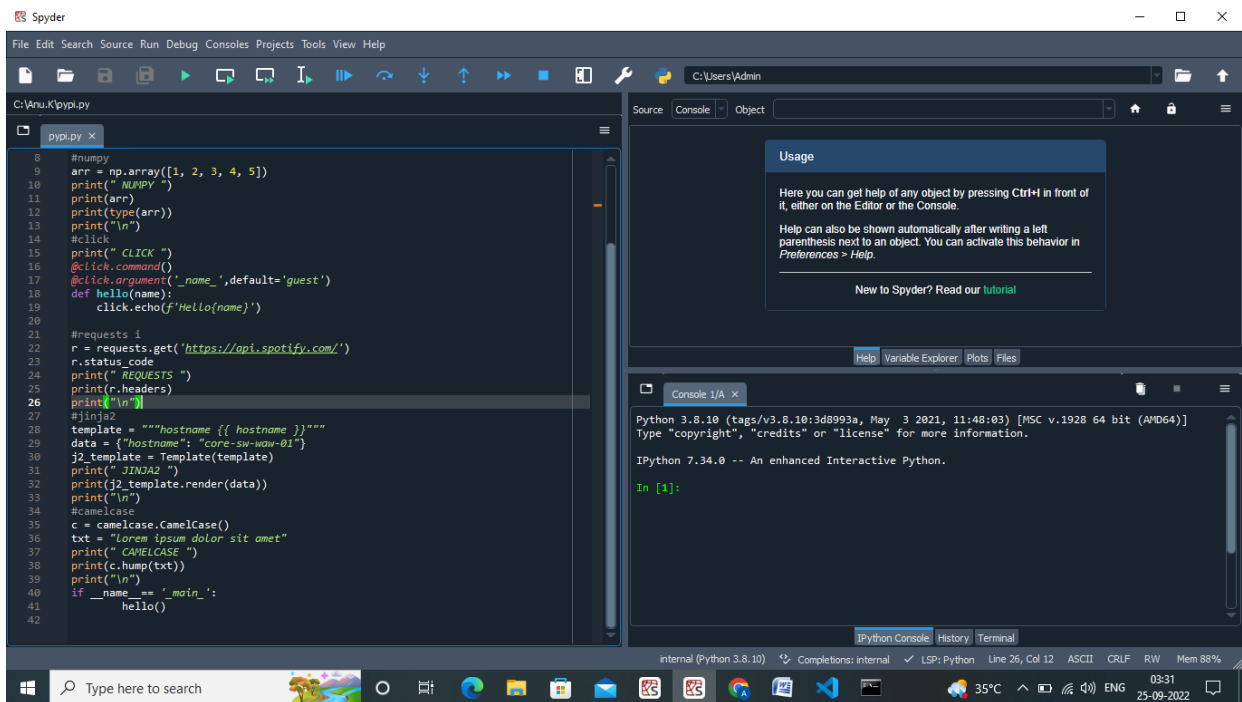 Spyder
File Edit Search Source Run Debug Consoles Projects Tools View Help
C:\Users\Admin
C:\Anu.K\pypi.py
pypi.py
8 #numpy
9 arr = np.array([1, 2, 3, 4, 5])
10 print(" NUMPY ")
11 print(arr)
12 print(type(arr))
13 print("\n")
14 #click
15 print(" CLICK ")
16 @click.command()
17 @click.argument('_name_',default='guest')
18 def hello(name):
19     click.echo(f'Hello{name}')
20
21 #requests i
22 r = requests.get('https://api.spotify.com/')
23 r.status_code
24 print(" REQUESTS ")
25 print(r.headers)
26 print("\n")
27 #jinja2
28 template = """hostname {{ hostname }}"""
29 data = {"hostname": "core-sw-waw-01"}
30 j2_template = Template(template)
31 print(" JINJA2 ")
32 print(j2_template.render(data))
33 print("\n")
34 #camelcase
35 c = camelcase.CamelCase()
36 txt = "lorem ipsum dolor sit amet"
37 print(" CAMELCASE ")
38 print(c.hump(txt))
39 print("\n")
40 if __name__== '_main_':
41         hello()
42
Source Console Object
Usage
Here you can get help of any object by pressing Ctrl+I in front of
it, either on the Editor or the Console.
Help can also be shown automatically after writing a left
parenthesis next to an object. You can activate this behavior in
Preferences > Help.
New to Spyder? Read our tutorial
Help Variable Explorer Plots Files
Console 1/A
Python 3.8.10 (tags/v3.8.10:3d8993a, May  3 2021, 11:48:03) [MSC v.1928 64 bit (AMD64)]
Type "copyright", "credits" or "license" for more information.
IPython 7.34.0 -- An enhanced Interactive Python.
In [1]:
IPython Console History Terminal
internal (Python 3.8.10) Completions: internal LSP: Python Line 26, Col 12 ASCII CRLF RW Mem 88%
Type here to search
35°C ENG 03:31
25-09-2022